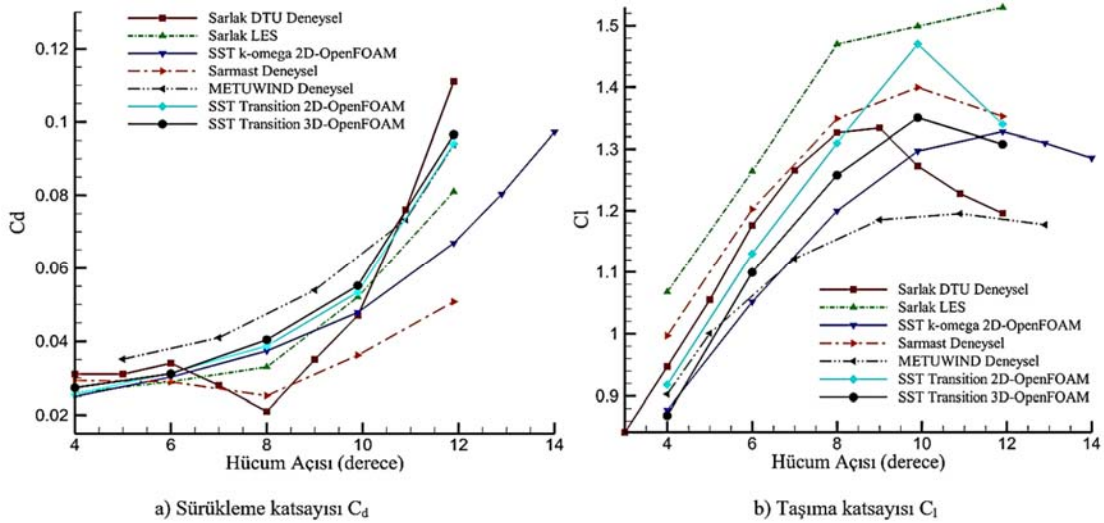 Sarlak DTU Deneysel
Sarlak LES
SST k-omega 2D-OpenFOAM
Sarmast Deneysel
METUWIND Deneysel
SST Transition 2D-OpenFOAM
SST Transition 3D-OpenFOAM
0.12
0.1
0.08
0.06
0.04
0.02
Cd
4
6
8
10
12
14
Hücum Açısı (derece)
a) Sürükleme katsayısı Cd
1.5
1.4
1.3
1.2
1.1
1
0.9
Cl
Sarlak DTU Deneysel
Sarlak LES
SST k-omega 2D-OpenFOAM
Sarmast Deneysel
METUWIND Deneysel
SST Transition 2D-OpenFOAM
SST Transition 3D-OpenFOAM
4
6
8
10
12
14
Hücum Açısı (derece)
b) Taşıma katsayısı Cl